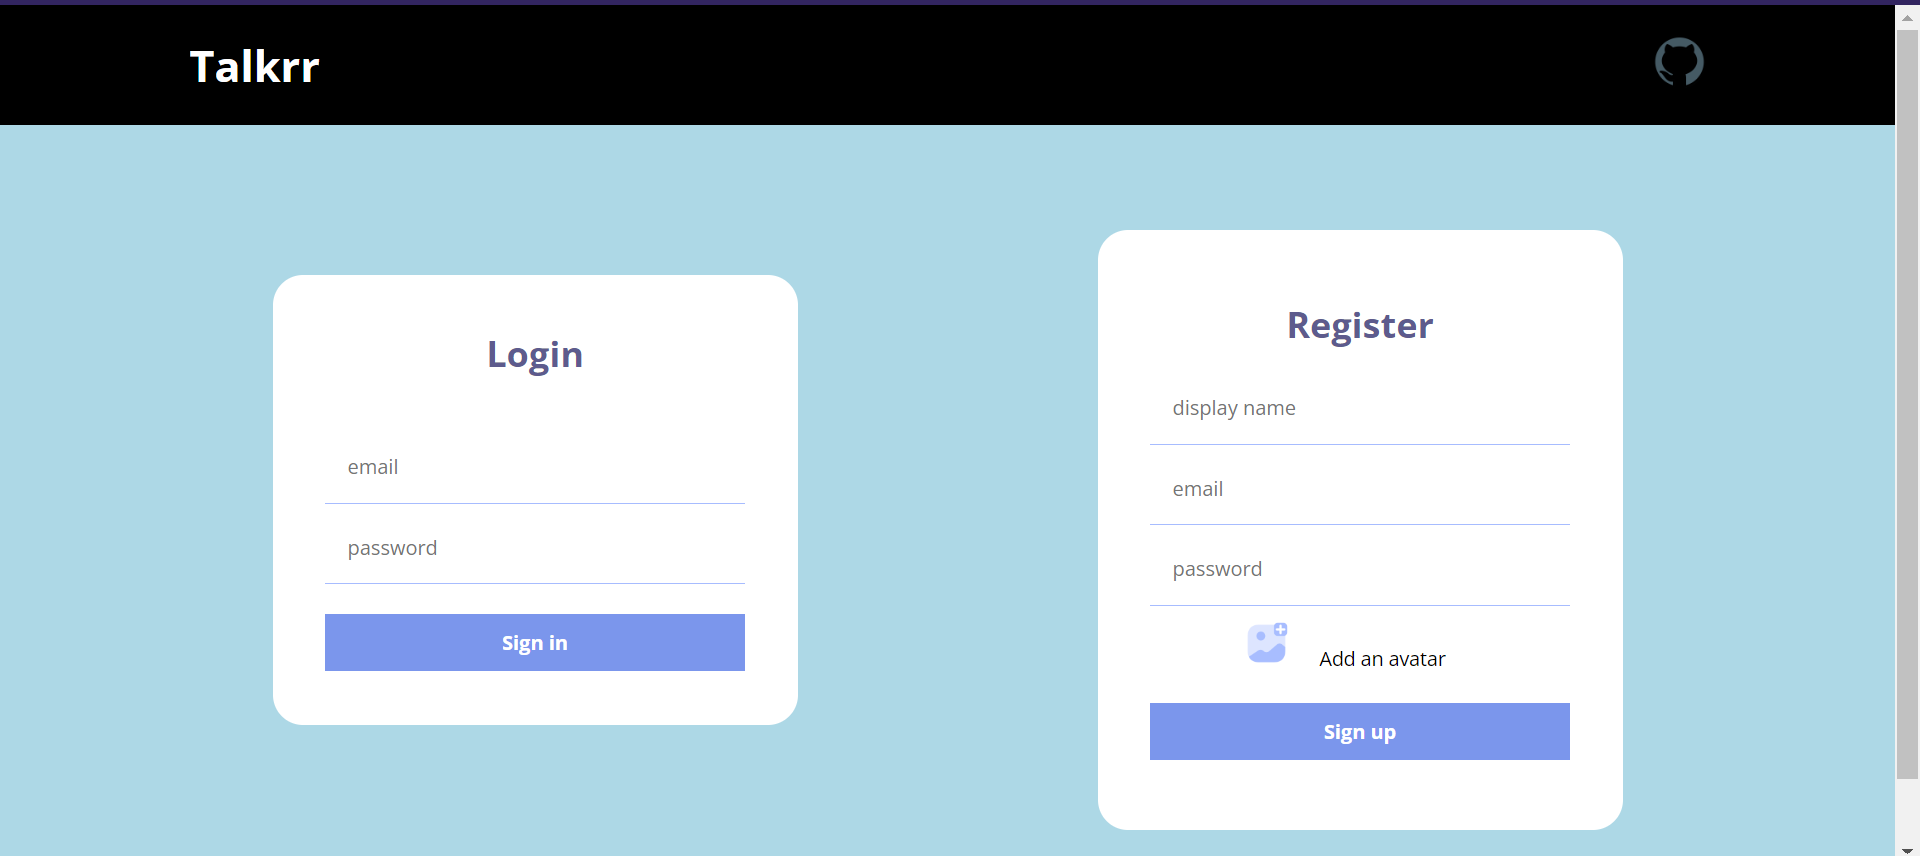 Talkrr
Login
email
password
Sign in
Register
display name
email
password
Add an avatar
Sign up